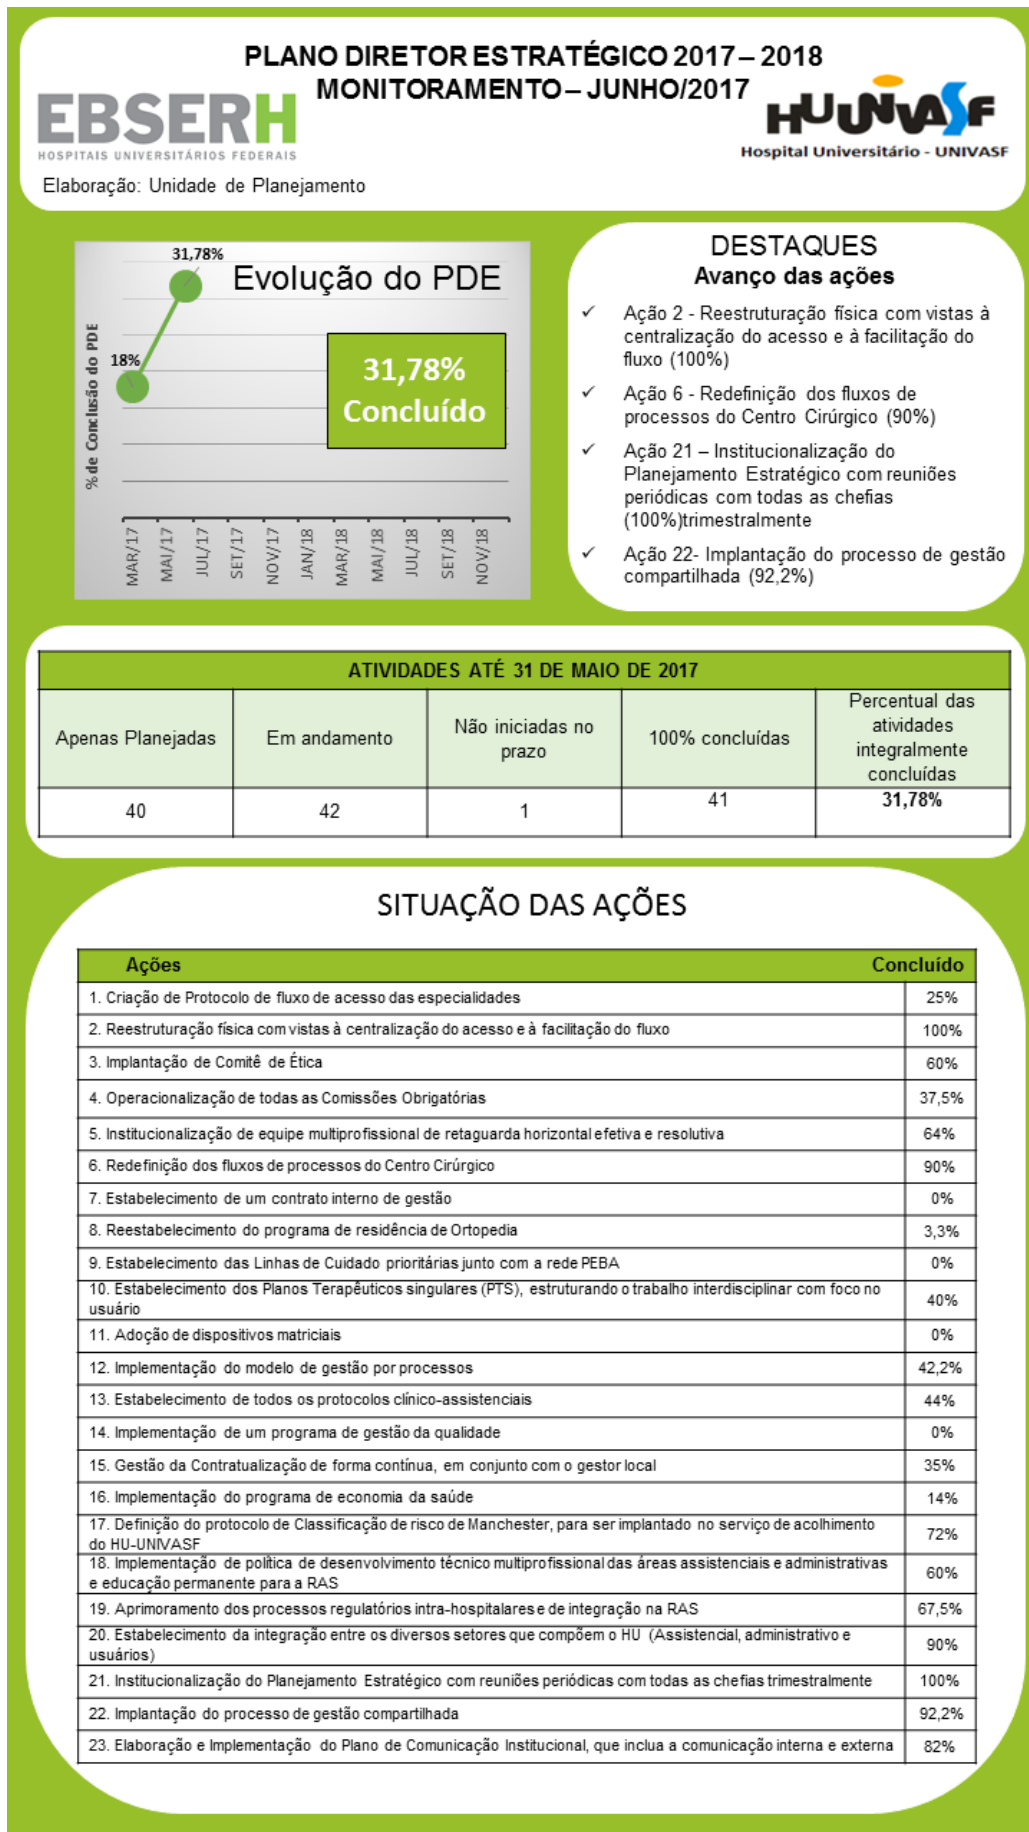 PLANO DIRETOR ESTRATÉGICO 2017 – 2018
MONITORAMENTO – JUNHO/2017
EBSERH
HOSPITAIS UNIVERSITÁRIOS FEDERAIS
HUUNIVASF
Hospital Universitário - UNIVASF
Elaboração: Unidade de Planejamento
Evolução do PDE
31,78%
18%
% de Conclusão do PDE
31,78%
Concluído
MAR/17
MAI/17
JUL/17
SET/17
NOV/17
JAN/18
MAR/18
MAI/18
JUL/18
SET/18
NOV/18
DESTAQUES
Avanço das ações
✓ Ação 2 - Reestruturação física com vistas à
centralização do acesso e à facilitação do
fluxo (100%)
✓ Ação 6 - Redefinição dos fluxos de
processos do Centro Cirúrgico (90%)
✓ Ação 21 – Institucionalização do
Planejamento Estratégico com reuniões
periódicas com todas as chefias
(100%)trimestralmente
✓ Ação 22- Implantação do processo de gestão
compartilhada (92,2%)
ATIVIDADES ATÉ 31 DE MAIO DE 2017
Apenas Planejadas
Em andamento
Não iniciadas no
prazo
100% concluídas
Percentual das
atividades
integralmente
concluídas
40
42
1
41
31,78%
SITUAÇÃO DAS AÇÕES
Ações Concluído
1. Criação de Protocolo de fluxo de acesso das especialidades 25%
2. Reestruturação física com vistas à centralização do acesso e à facilitação do fluxo 100%
3. Implantação de Comitê de Ética 60%
4. Operacionalização de todas as Comissões Obrigatórias 37,5%
5. Institucionalização de equipe multiprofissional de retaguarda horizontal efetiva e resolutiva 64%
6. Redefinição dos fluxos de processos do Centro Cirúrgico 90%
7. Estabelecimento de um contrato interno de gestão 0%
8. Reestabelecimento do programa de residência de Ortopedia 3,3%
9. Estabelecimento das Linhas de Cuidado prioritárias junto com a rede PEBA 0%
10. Estabelecimento dos Planos Terapêuticos singulares (PTS), estruturando o trabalho interdisciplinar com foco no
usuário 40%
11. Adoção de dispositivos matriciais 0%
12. Implementação do modelo de gestão por processos 42,2%
13. Estabelecimento de todos os protocolos clínico-assistenciais 44%
14. Implementação de um programa de gestão da qualidade 0%
15. Gestão da Contratualização de forma contínua, em conjunto com o gestor local 35%
16. Implementação do programa de economia da saúde 14%
17. Definição do protocolo de Classificação de risco de Manchester, para ser implantado no serviço de acolhimento
do HU-UNIVASF 72%
18. Implementação de política de desenvolvimento técnico multiprofissional das áreas assistenciais e administrativas
e educação permanente para a RAS 60%
19. Aprimoramento dos processos regulatórios intra-hospitalares e de integração na RAS 67,5%
20. Estabelecimento da integração entre os diversos setores que compõem o HU (Assistencial, administrativo e
usuários) 90%
21. Institucionalização do Planejamento Estratégico com reuniões periódicas com todas as chefias trimestralmente 100%
22. Implantação do processo de gestão compartilhada 92,2%
23. Elaboração e Implementação do Plano de Comunicação Institucional, que inclua a comunicação interna e externa 82%